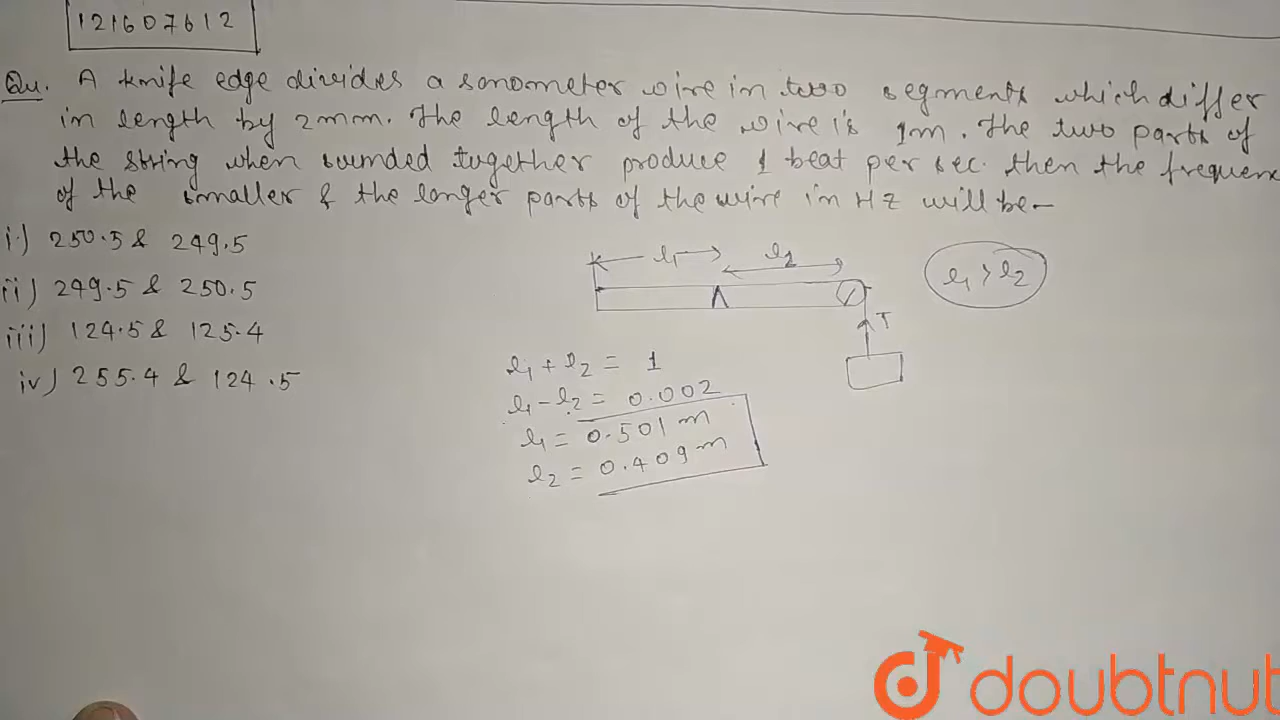 121607612
Qu. A knife edge divides a sonometer wire in two segments which differ
in length by 2mm. The length of the wire is 1m. The two parts of
the string when sounded together produce 1 beat per sec. then the frequen
of the smaller & the longer parts of the wire in HZ will be-
i) 250.5 & 249.5
ii) 249.5 & 250.5
iii) 124.5 & 125.4
iv) 255.4 & 124.5
l1 l2
l1 > l2
T
l1 + l2 = 1
l1 - l2 = 0.002
l1 = 0.501 m
l2 = 0.409 m
doubtnut